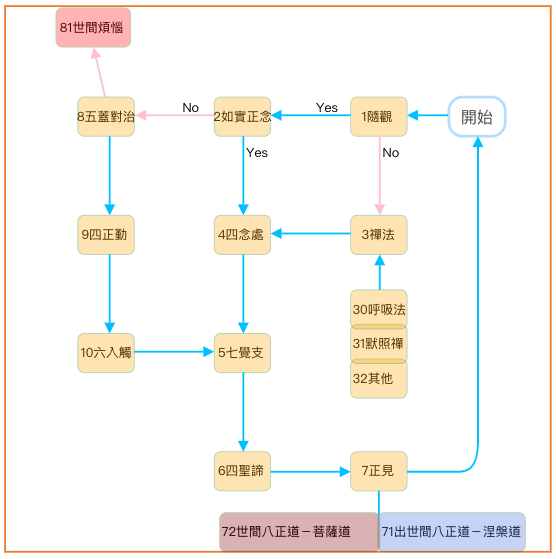 81世間煩惱
8五蓋對治
No
2如實正念
Yes
1隨觀
開始
Yes
No
9四正勤
4四念處
3禪法
30呼吸法
31默照禪
32其他
10六入觸
5七覺支
6四聖諦
7正見
72世間八正道－菩薩道
71出世間八正道－涅槃道